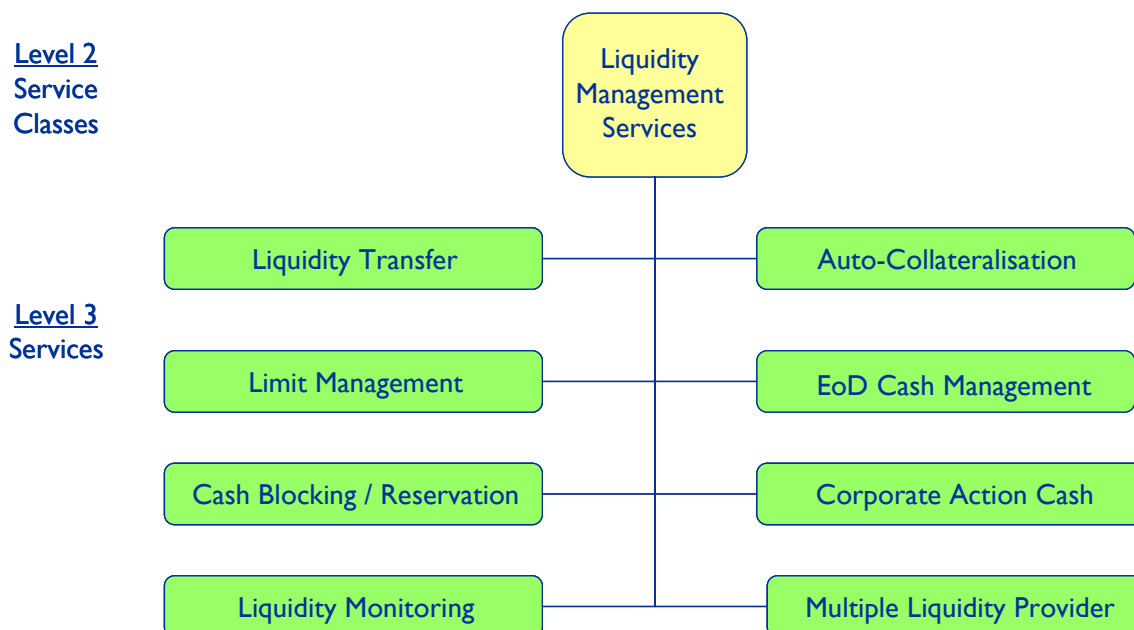 Level 2
Service
Classes
Liquidity
Management
Services
Liquidity Transfer
Auto-Collateralisation
Level 3
Services
Limit Management
EoD Cash Management
Cash Blocking / Reservation
Corporate Action Cash
Liquidity Monitoring
Multiple Liquidity Provider